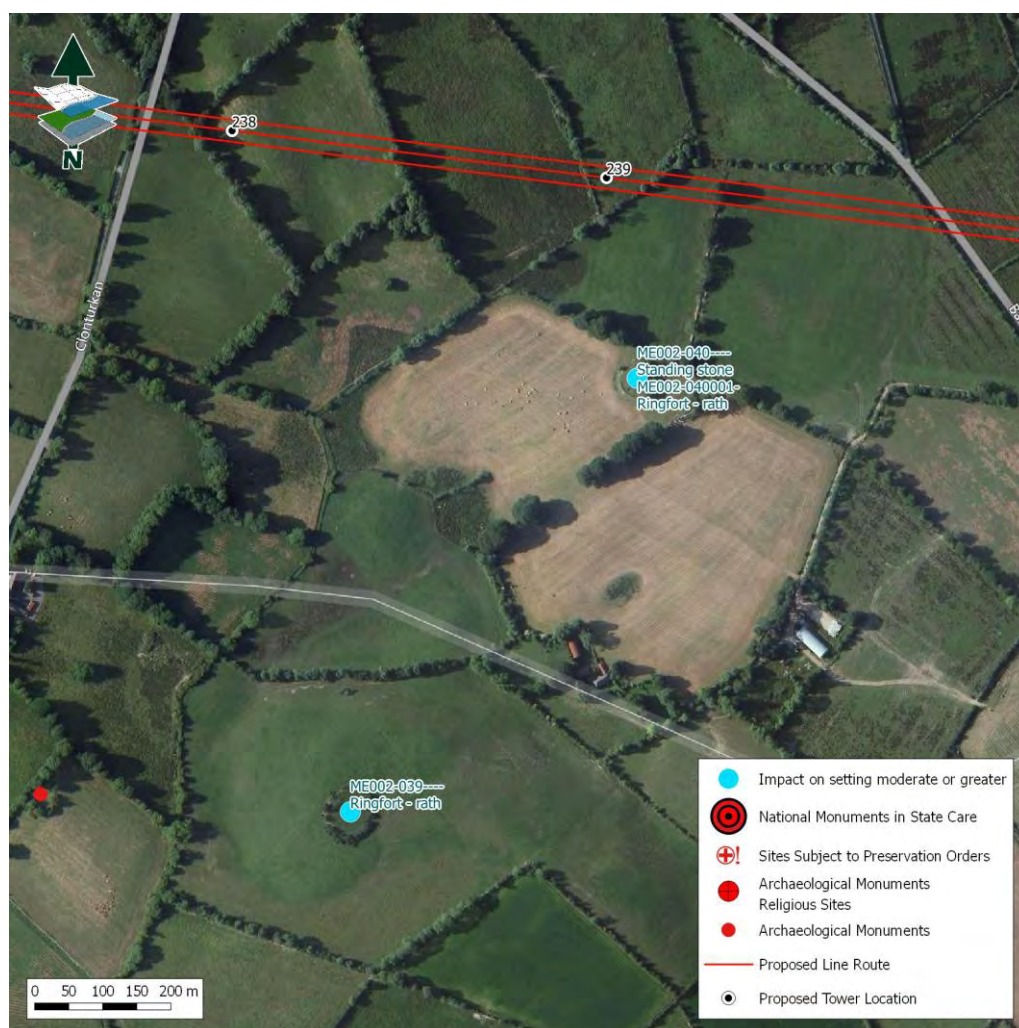 N
238
239
Clonturkan
ME002-040----
Standing stone
ME002-040001-
Ringfort - rath
ME002-039----
Ringfort - rath
Impact on setting moderate or greater
National Monuments in State Care
Sites Subject to Preservation Orders
Archaeological Monuments
Religious Sites
Archaeological Monuments
Proposed Line Route
Proposed Tower Location
0 50 100 150 200 m